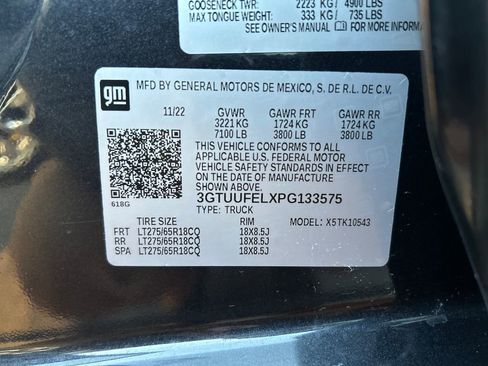 GOOSENECK TWR: 2223 KG / 4900 LBS
MAX TONGUE WEIGHT: 333 KG / 735 LBS
SEE OWNER'S MANUAL FOR MORE
gm
MFD BY GENERAL MOTORS DE MEXICO, S. DE R.L. DE C.V.
11/22 GVWR GAWR FRT GAWR RR
3221 KG 1724 KG 1724 KG
7100 LB 3800 LB 3800 LB
THIS VEHICLE CONFORMS TO ALL
APPLICABLE U.S. FEDERAL MOTOR
VEHICLE SAFETY STANDARDS IN EFFECT
ON THE DATE OF MANUFACTURE
SHOWN ABOVE.
3GTUUFELXPG133575
618G
TYPE: TRUCK MODEL: X5TK10543
TIRE SIZE RIM
FRT LT275/65R18CQ 18X8.5J
RR LT275/65R18CQ 18X8.5J
SPA LT275/65R18CQ 18X8.5J